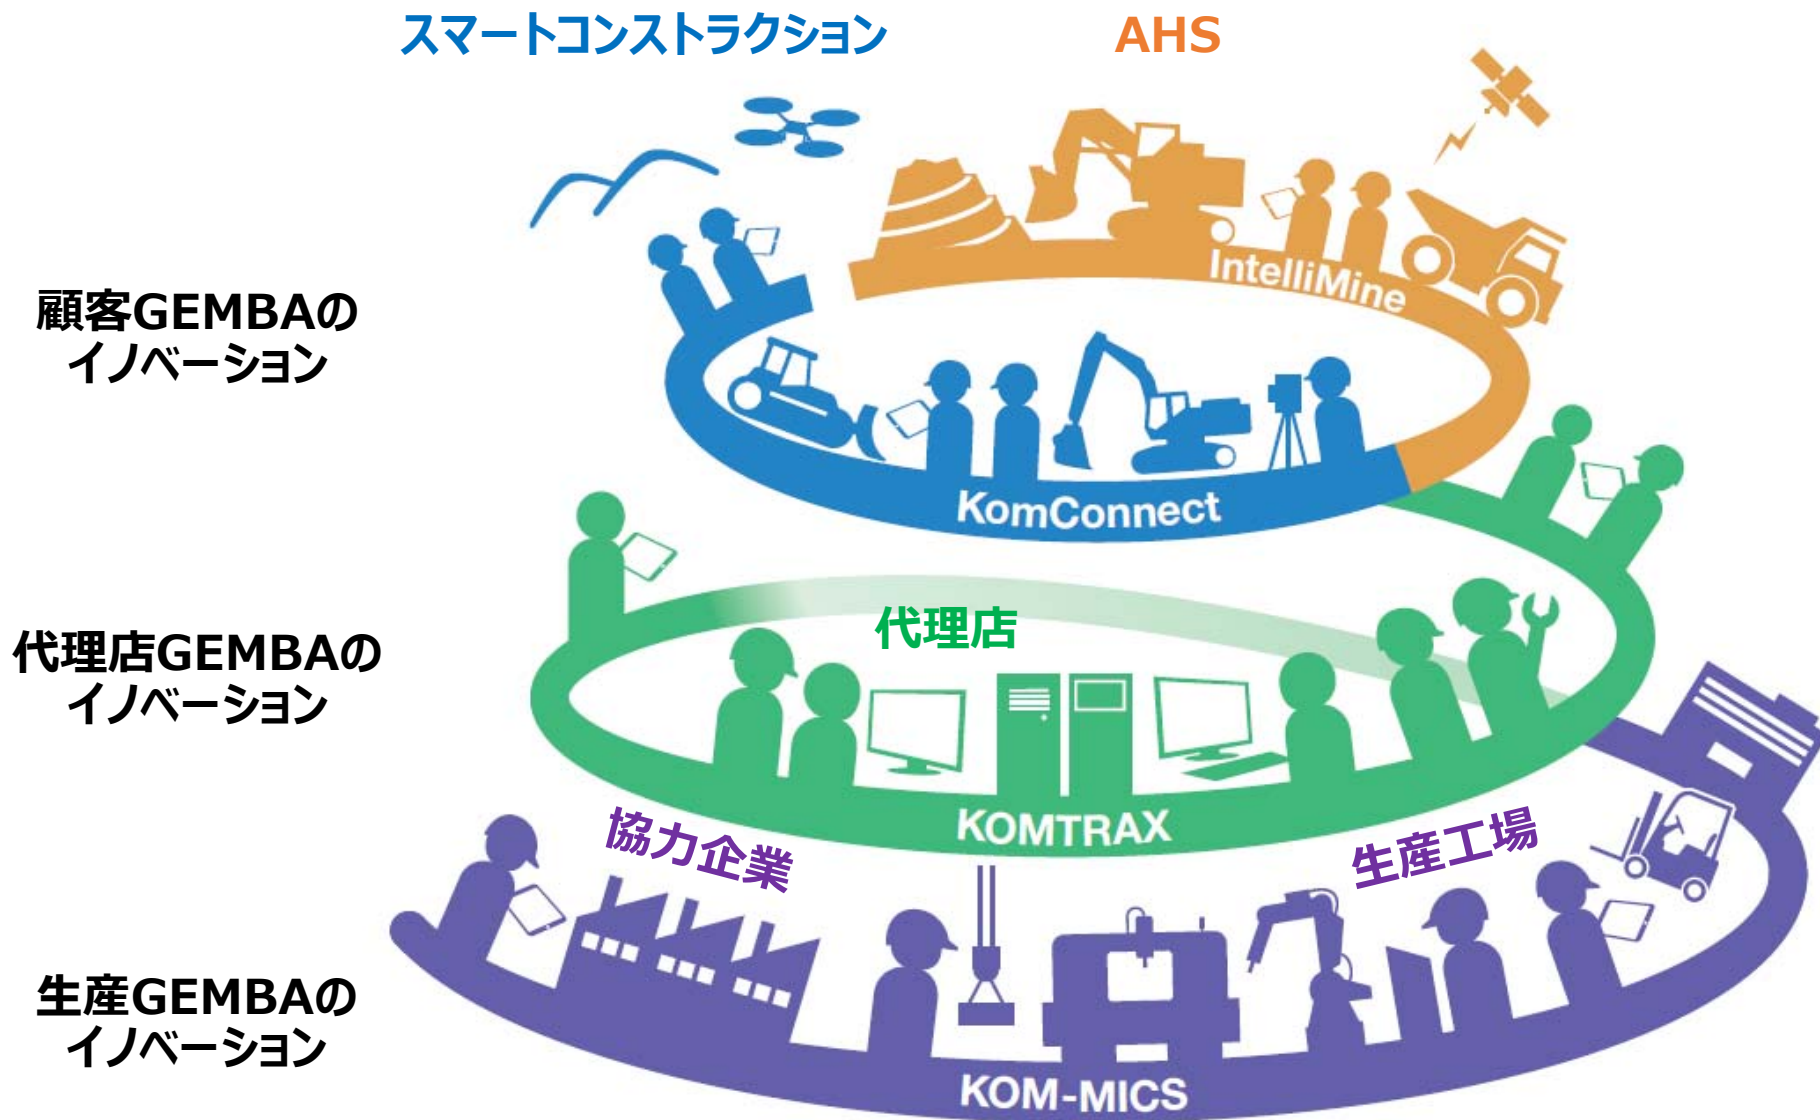 スマートコンストラクション
AHS
IntelliMine
顧客GEMBAの
イノベーション
KomConnect
代理店
代理店GEMBAの
イノベーション
KOMTRAX
協力企業
生産工場
生産GEMBAの
イノベーション
KOM-MICS